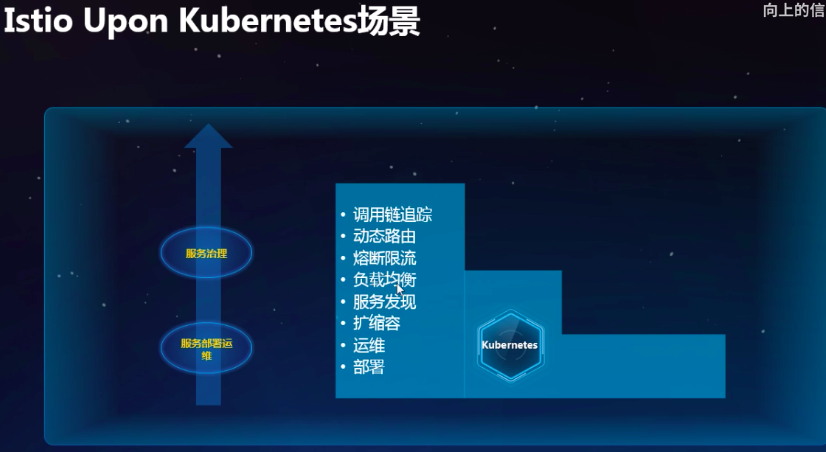 Istio Upon Kubernetes场景
向上的信
服务治理
服务部署运
维
• 调用链追踪
• 动态路由
• 熔断限流
• 负载均衡
• 服务发现
• 扩缩容
• 运维
• 部署
Kubernetes